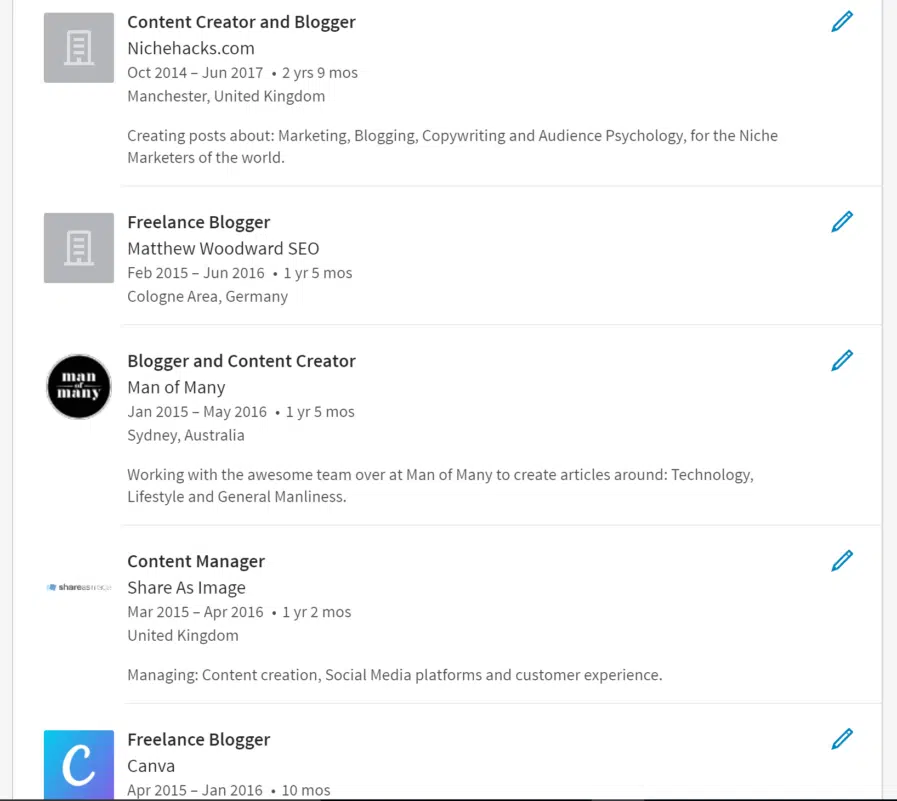 Content Creator and Blogger
Nichehacks.com
Oct 2014 – Jun 2017 • 2 yrs 9 mos
Manchester, United Kingdom
Creating posts about: Marketing, Blogging, Copywriting and Audience Psychology, for the Niche
Marketers of the world.
Freelance Blogger
Matthew Woodward SEO
Feb 2015 – Jun 2016 • 1 yr 5 mos
Cologne Area, Germany
man
of
many
Blogger and Content Creator
Man of Many
Jan 2015 – May 2016 • 1 yr 5 mos
Sydney, Australia
Working with the awesome team over at Man of Many to create articles around: Technology,
Lifestyle and General Manliness.
shareasimage
Content Manager
Share As Image
Mar 2015 – Apr 2016 • 1 yr 2 mos
United Kingdom
Managing: Content creation, Social Media platforms and customer experience.
C
Freelance Blogger
Canva
Apr 2015 – Jan 2016 • 10 mos